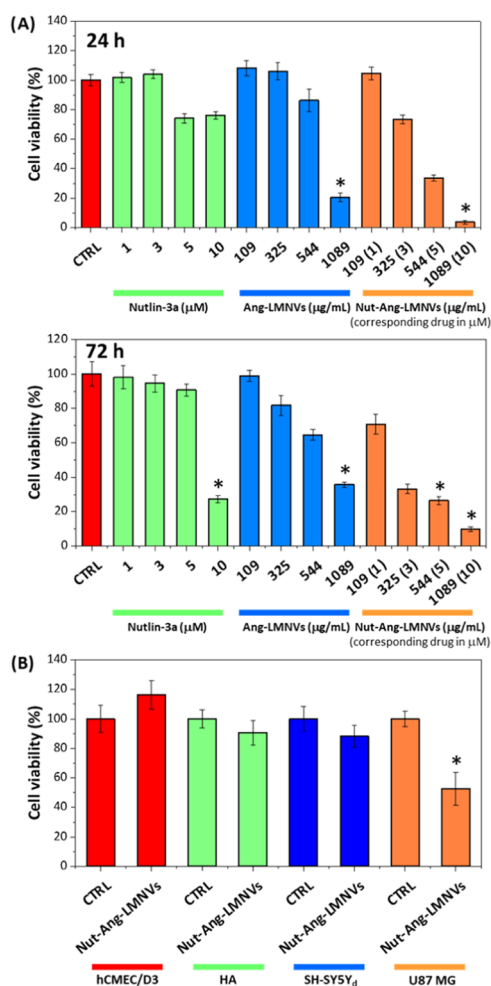 (A)
24 h
Cell viability (%)
140
120
100
80
60
40
20
0
*
*
CTRL
1
3
5
10
109
325
544
1089
109 (1)
325 (3)
544 (5)
1089 (10)
Nutlin-3a (μM)
Ang-LMNVs (μg/mL)
Nut-Ang-LMNVs (μg/mL)
(corresponding drug in μM)
72 h
Cell viability (%)
120
100
80
60
40
20
0
*
*
*
*
CTRL
1
3
5
10
109
325
544
1089
109 (1)
325 (3)
544 (5)
1089 (10)
Nutlin-3a (μM)
Ang-LMNVs (μg/mL)
Nut-Ang-LMNVs (μg/mL)
(corresponding drug in μM)
(B)
Cell viability (%)
140
120
100
80
60
40
20
0
*
CTRL
Nut-Ang-LMNVs
CTRL
Nut-Ang-LMNVs
CTRL
Nut-Ang-LMNVs
CTRL
Nut-Ang-LMNVs
hCMEC/D3
HA
SH-SY5Yd
U87 MG